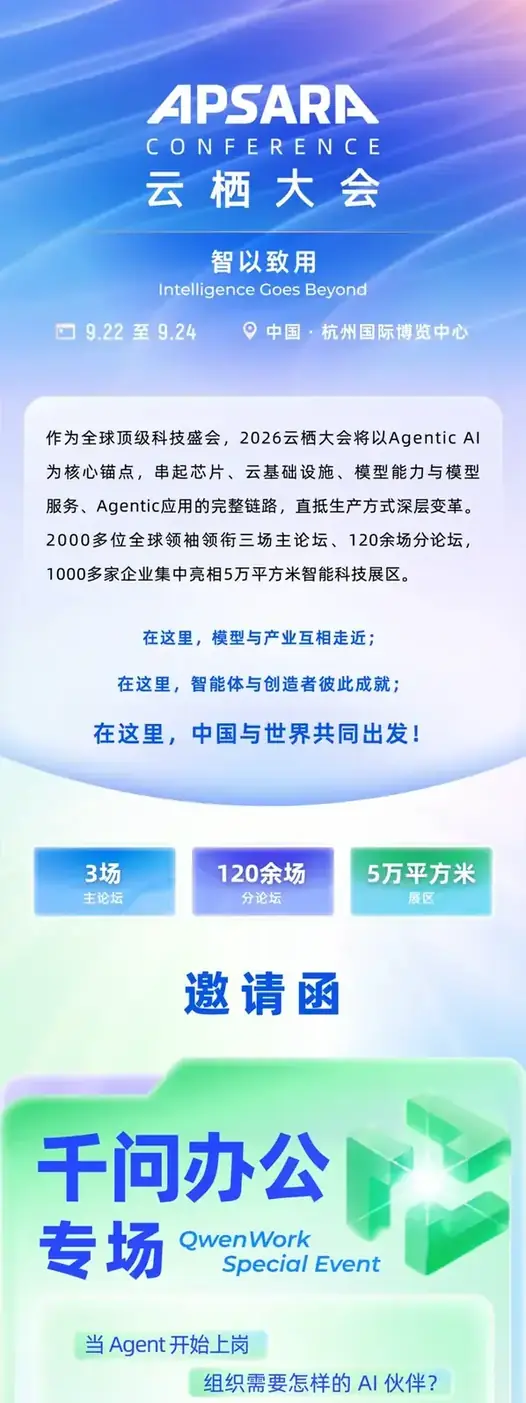 APSARA
CONFERENCE
云栖大会
智以致用
Intelligence Goes Beyond
9.22 至 9.24
中国 · 杭州国际博览中心
作为全球顶级科技盛会，2026云栖大会将以Agentic AI
为核心锚点，串起芯片、云基础设施、模型能力与模型
服务、Agentic应用的完整链路，直抵生产方式深层变革。
2000多位全球领袖领衔三场主论坛、120余场分论坛，
1000多家企业集中亮相5万平方米智能科技展区。
在这里，模型与产业互相走近；
在这里，智能体与创造者彼此成就；
在这里，中国与世界共同出发！
3场
主论坛
120余场
分论坛
5万平方米
展区
邀请函
千问办公
专场
QwenWork
Special Event
当 Agent 开始上岗
组织需要怎样的 AI 伙伴？